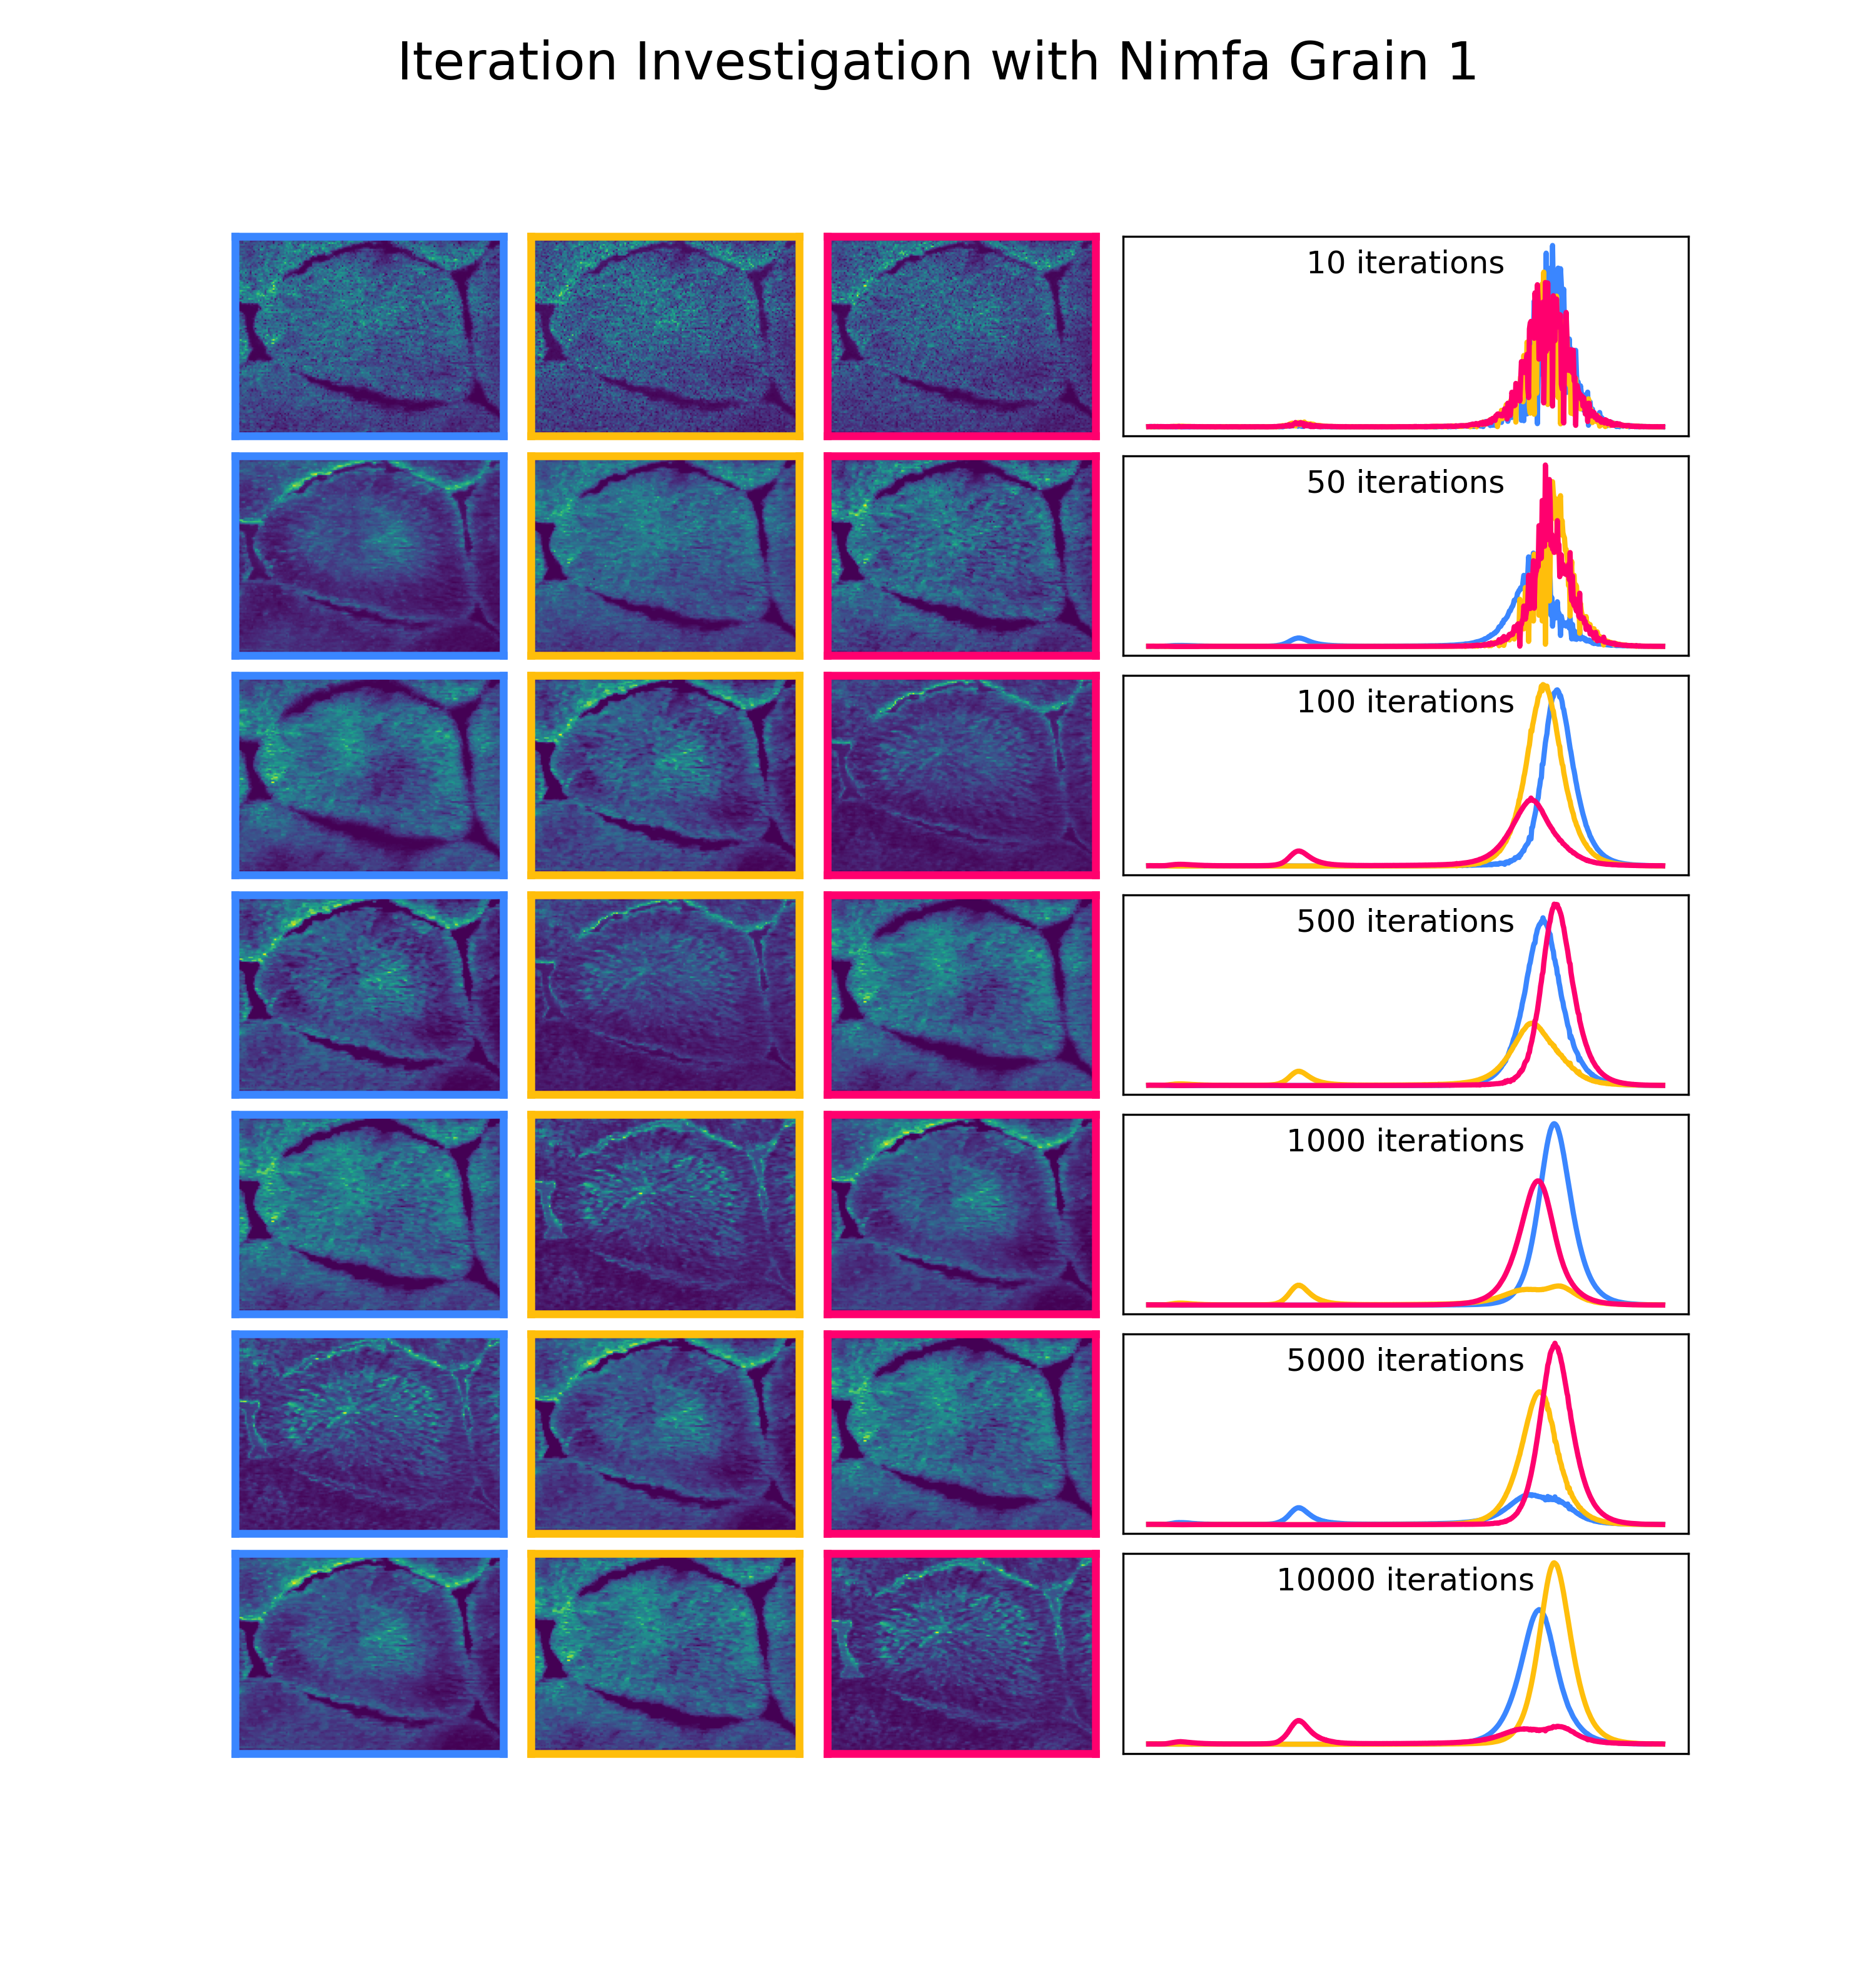 Iteration Investigation with Nimfa Grain 1
10 iterations
50 iterations
100 iterations
500 iterations
1000 iterations
5000 iterations
10000 iterations